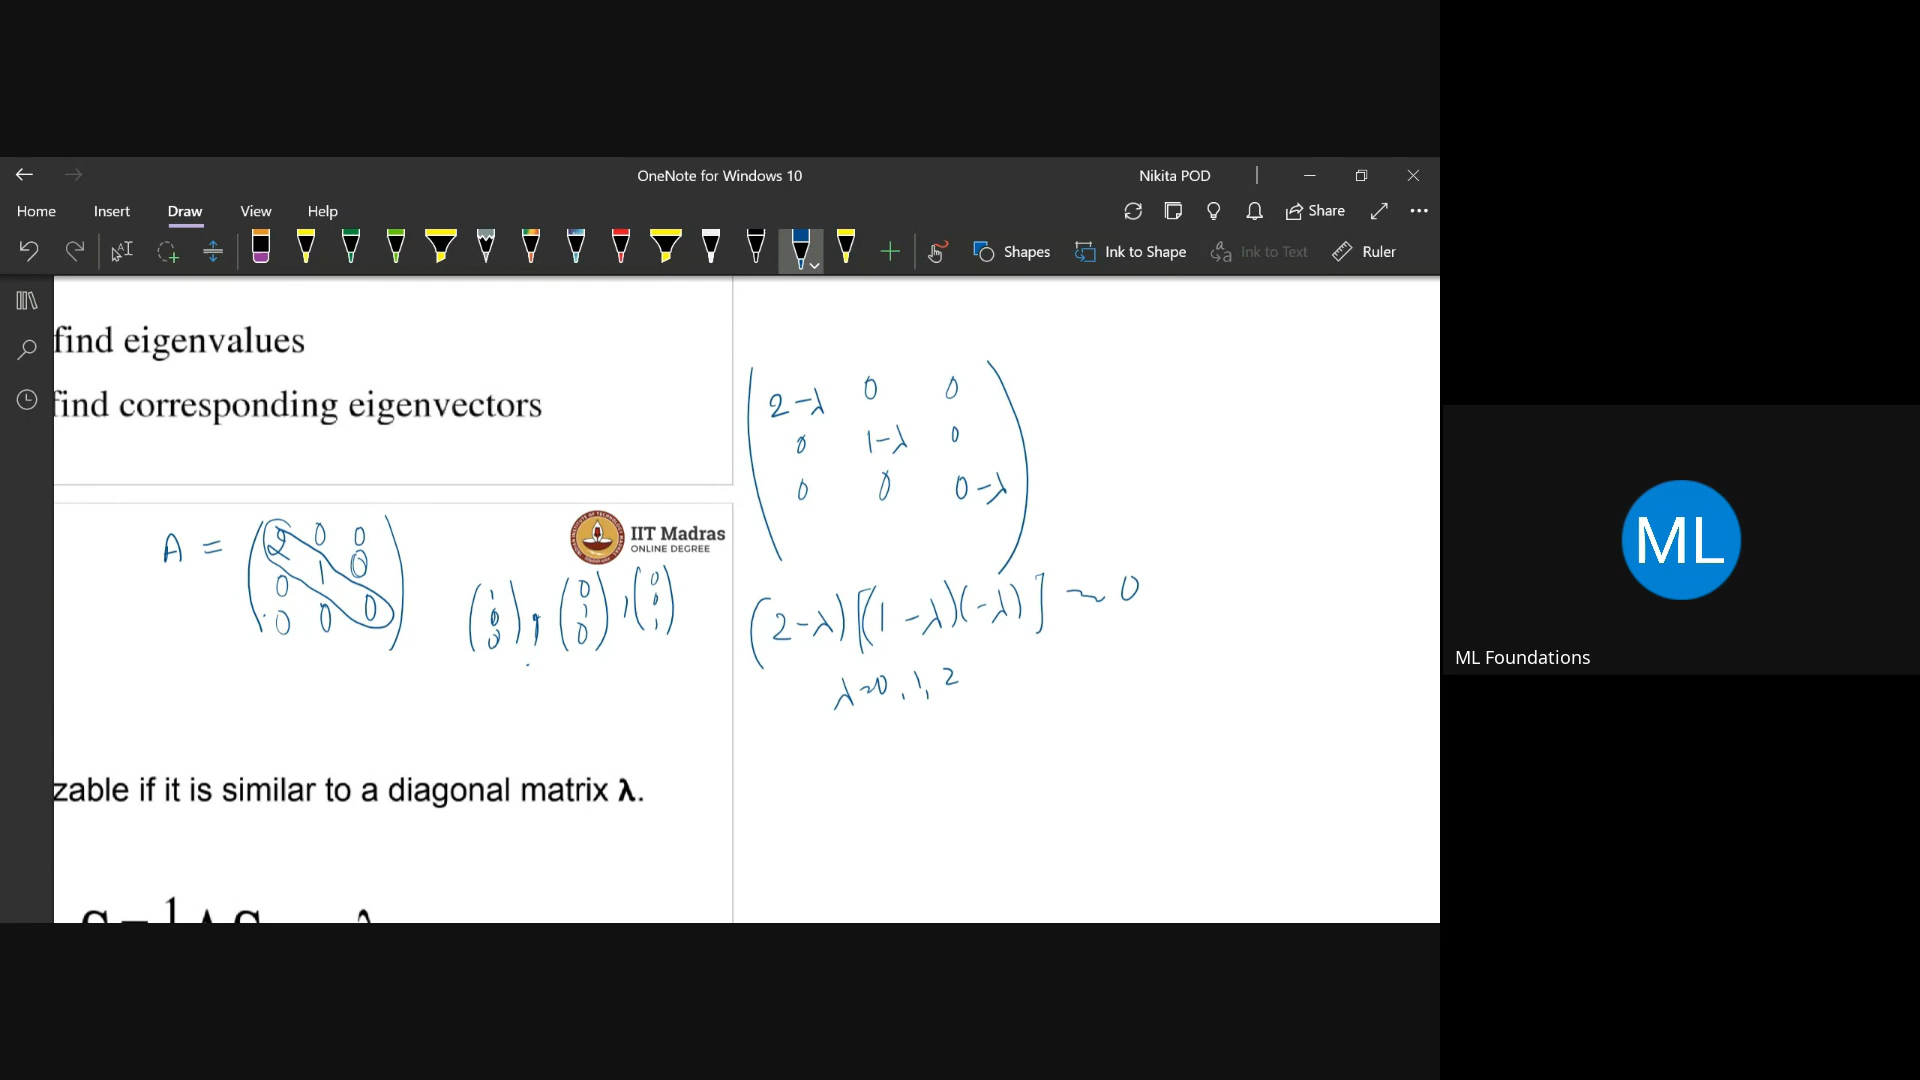 OneNote for Windows 10
Nikita POD
Home Insert Draw View Help
Share
Shapes Ink to Shape Ink to Text Ruler
find eigenvalues
find corresponding eigenvectors
A = (2 0 0
0 1 0
0 0 0)
IIT Madras
ONLINE DEGREE
(1 0 0), (0 1 0), (0 0 1)
zable if it is similar to a diagonal matrix λ.
2-λ 0 0
0 1-λ 0
0 0 0-λ
(2-λ)[(1-λ)(-λ)] = 0
λ=0, 1, 2
ML
ML Foundations